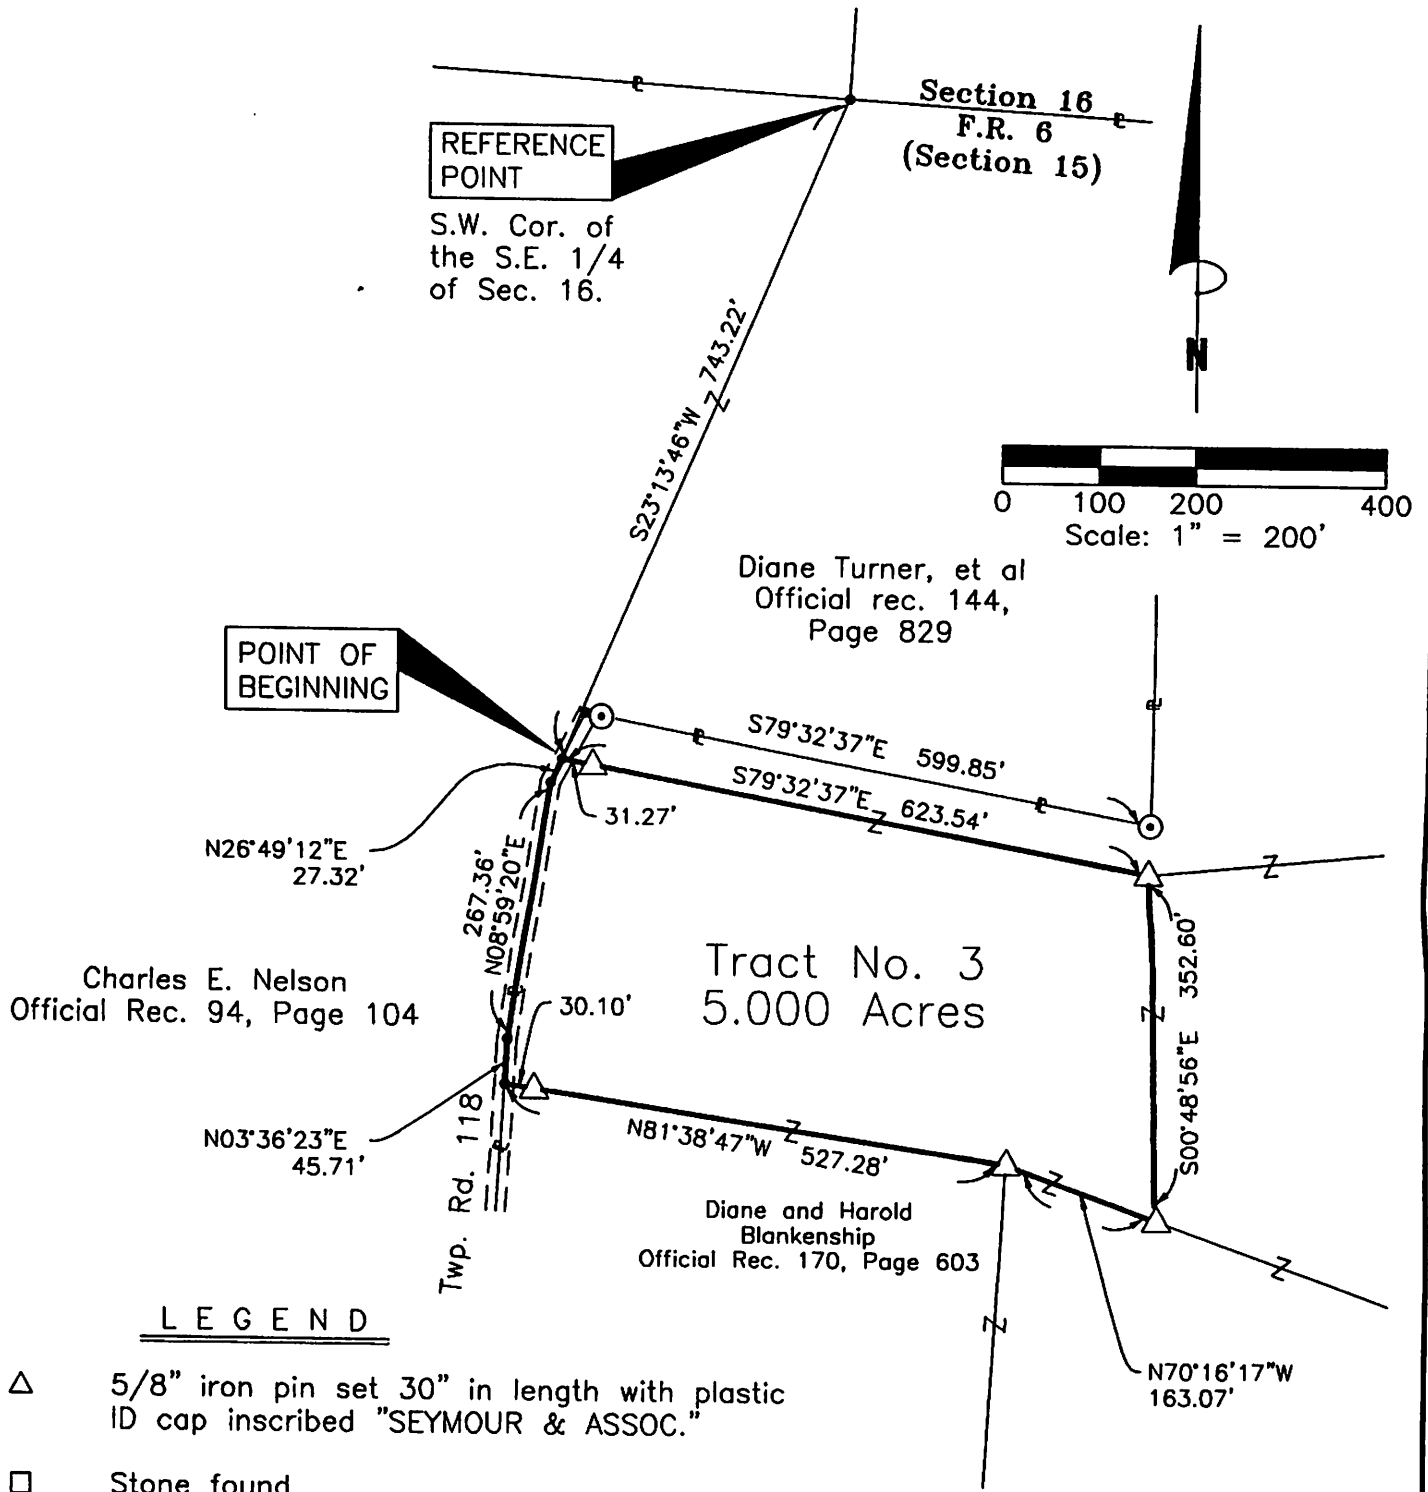 Section 16
F.R. 6
(Section 15)
REFERENCE
POINT
S.W. Cor. of
the S.E. 1/4
of Sec. 16.
N
S23°13'46"W 743.22'
0 100 200 400
Scale: 1" = 200'
Diane Turner, et al
Official rec. 144,
Page 829
POINT OF
BEGINNING
S79°32'37"E 599.85'
S79°32'37"E 623.54'
31.27'
N26°49'12"E
27.32'
267.36'
N08°59'20"E
Charles E. Nelson
Official Rec. 94, Page 104
Tract No. 3
5.000 Acres
30.10'
S00°48'56"E 352.60'
N03°36'23"E
45.71'
Twp. Rd. 118
N81°38'47"W 527.28'
Diane and Harold
Blankenship
Official Rec. 170, Page 603
N70°16'17"W
163.07'
LEGEND
5/8" iron pin set 30" in length with plastic
ID cap inscribed "SEYMOUR & ASSOC."
Stone found